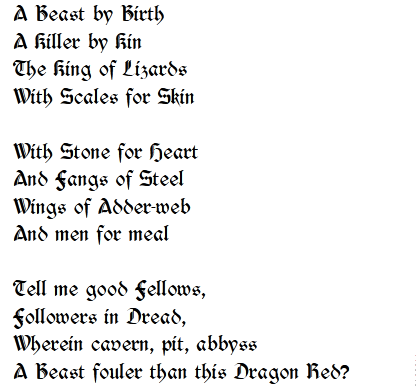 A Beast by Birth
A Killer by Kin
The King of Lizards
With Scales for Skin

With Stone for Heart
And Fangs of Steel
Wings of Adder-web
And men for meal

Tell me good Fellows,
Followers in Dread,
Wherein cavern, pit, abbyss
A Beast fouler than this Dragon Red?